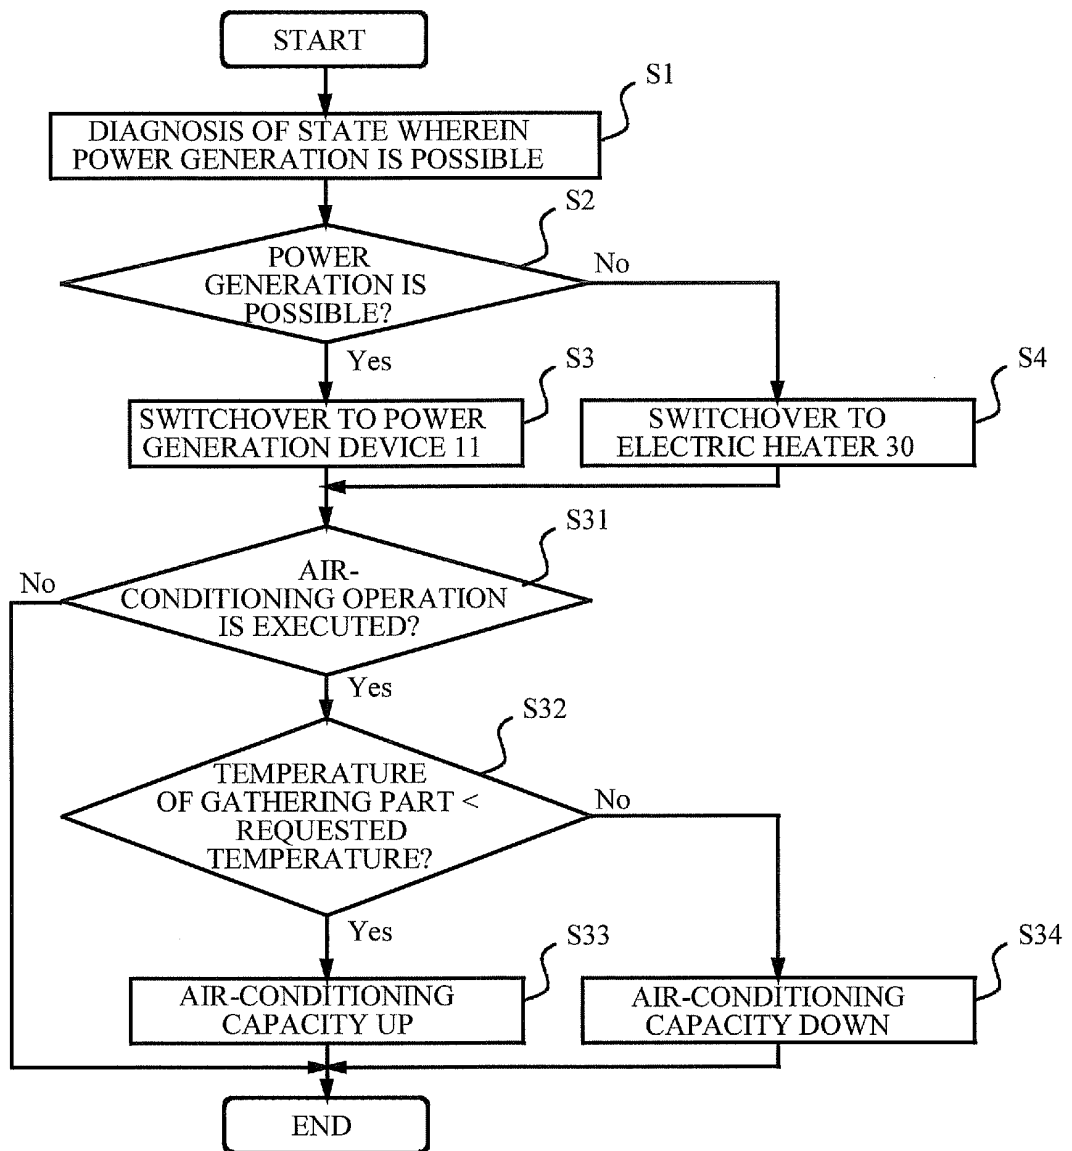 START
S1
DIAGNOSIS OF STATE WHEREIN
POWER GENERATION IS POSSIBLE
S2
POWER
GENERATION IS
POSSIBLE?
No
Yes
S3
S4
SWITCHOVER TO POWER
GENERATION DEVICE 11
SWITCHOVER TO
ELECTRIC HEATER 30
S31
No
AIR-
CONDITIONING OPERATION
IS EXECUTED?
Yes
S32
TEMPERATURE
OF GATHERING PART <
REQUESTED
TEMPERATURE?
No
Yes
S33
S34
AIR-CONDITIONING
CAPACITY UP
AIR-CONDITIONING
CAPACITY DOWN
END